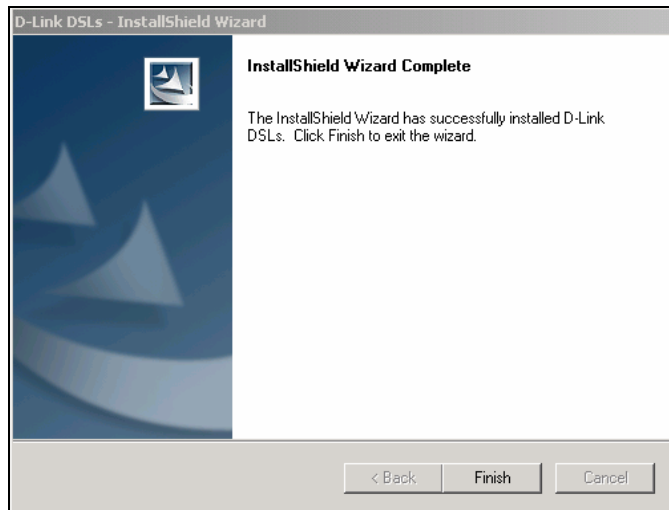 D-Link DSLs - InstallShield Wizard
InstallShield Wizard Complete
The InstallShield Wizard has successfully installed D-Link
DSLs. Click Finish to exit the wizard.
< Back
Finish
Cancel